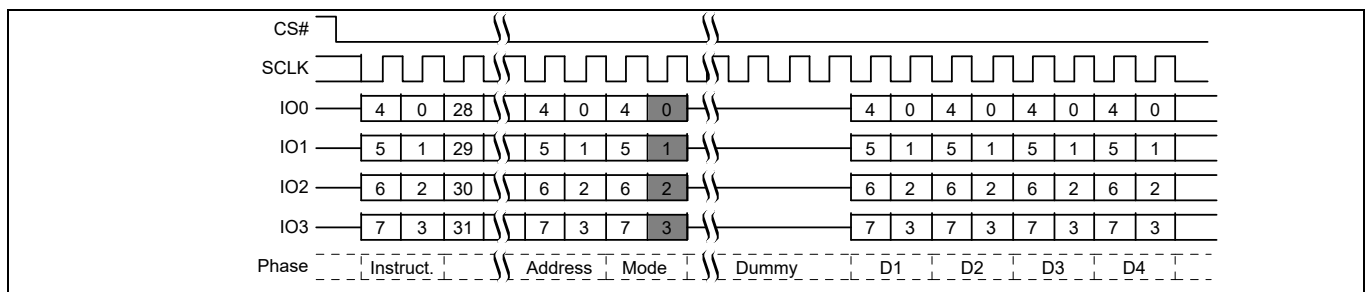 CS#
SCLK
IO0 4 0 28 4 0 4 0 4 0 4 0 4 0 4 0
IO1 5 1 29 5 1 5 1 5 1 5 1 5 1 5 1
IO2 6 2 30 6 2 6 2 6 2 6 2 6 2 6 2
IO3 7 3 31 7 3 7 3 7 3 7 3 7 3 7 3
Phase Instruct. Address Mode Dummy D1 D2 D3 D4